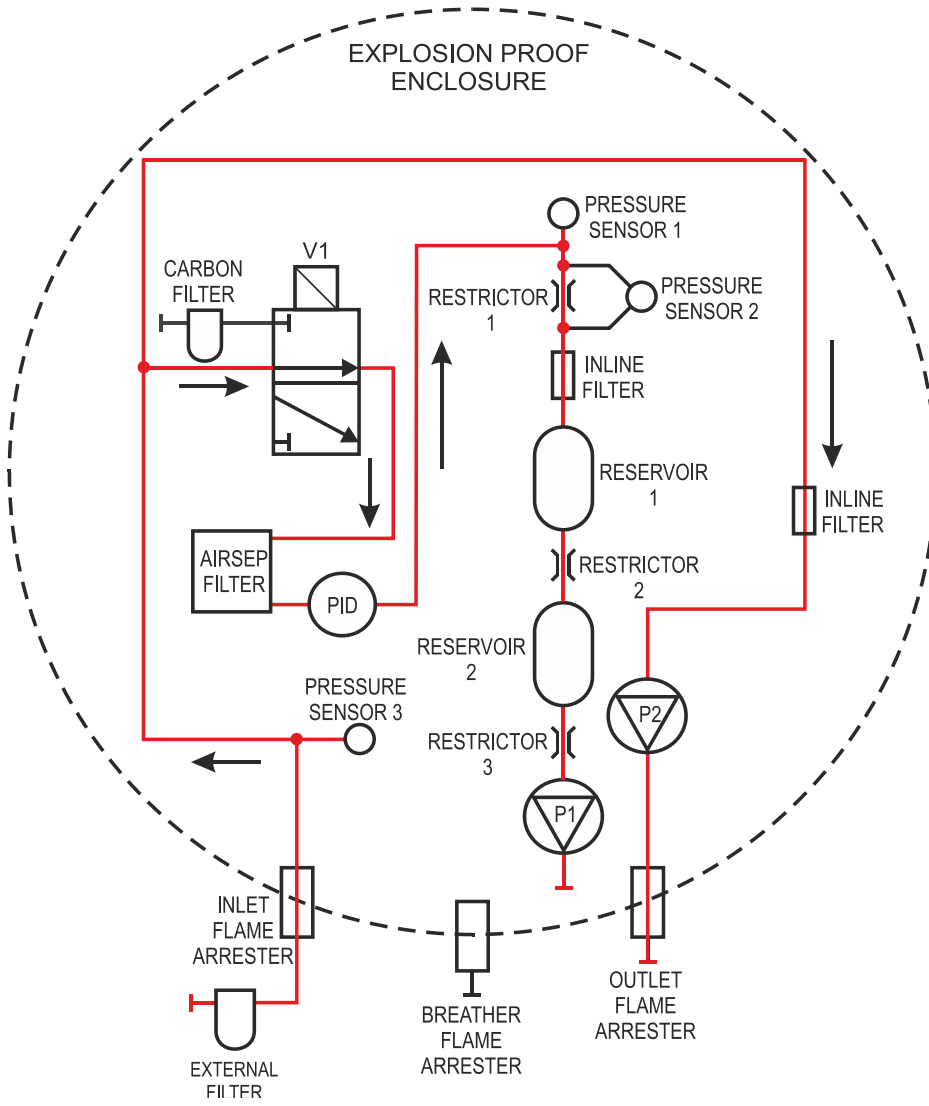 EXPLOSION PROOF
ENCLOSURE
PRESSURE
SENSOR 1
V1
CARBON
FILTER
RESTRICTOR
1
PRESSURE
SENSOR 2
INLINE
FILTER
RESERVOIR
1
INLINE
FILTER
AIRSEP
FILTER
PID
RESTRICTOR
2
RESERVOIR
2
PRESSURE
SENSOR 3
P2
RESTRICTOR
3
P1
INLET
FLAME
ARRESTER
OUTLET
FLAME
ARRESTER
BREATHER
FLAME
ARRESTER
EXTERNAL
FILTER